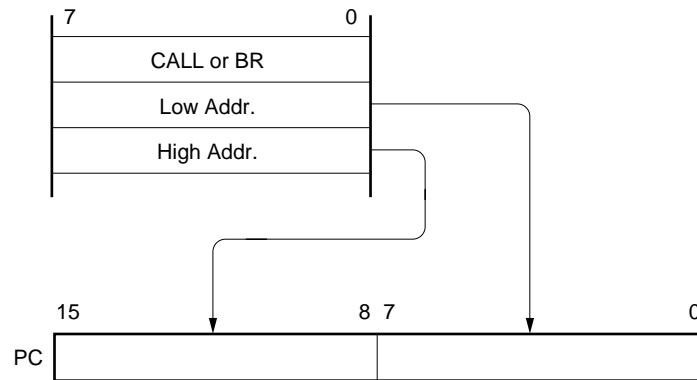 7 0
CALL or BR
Low Addr.
High Addr.
15 8 7 0
PC